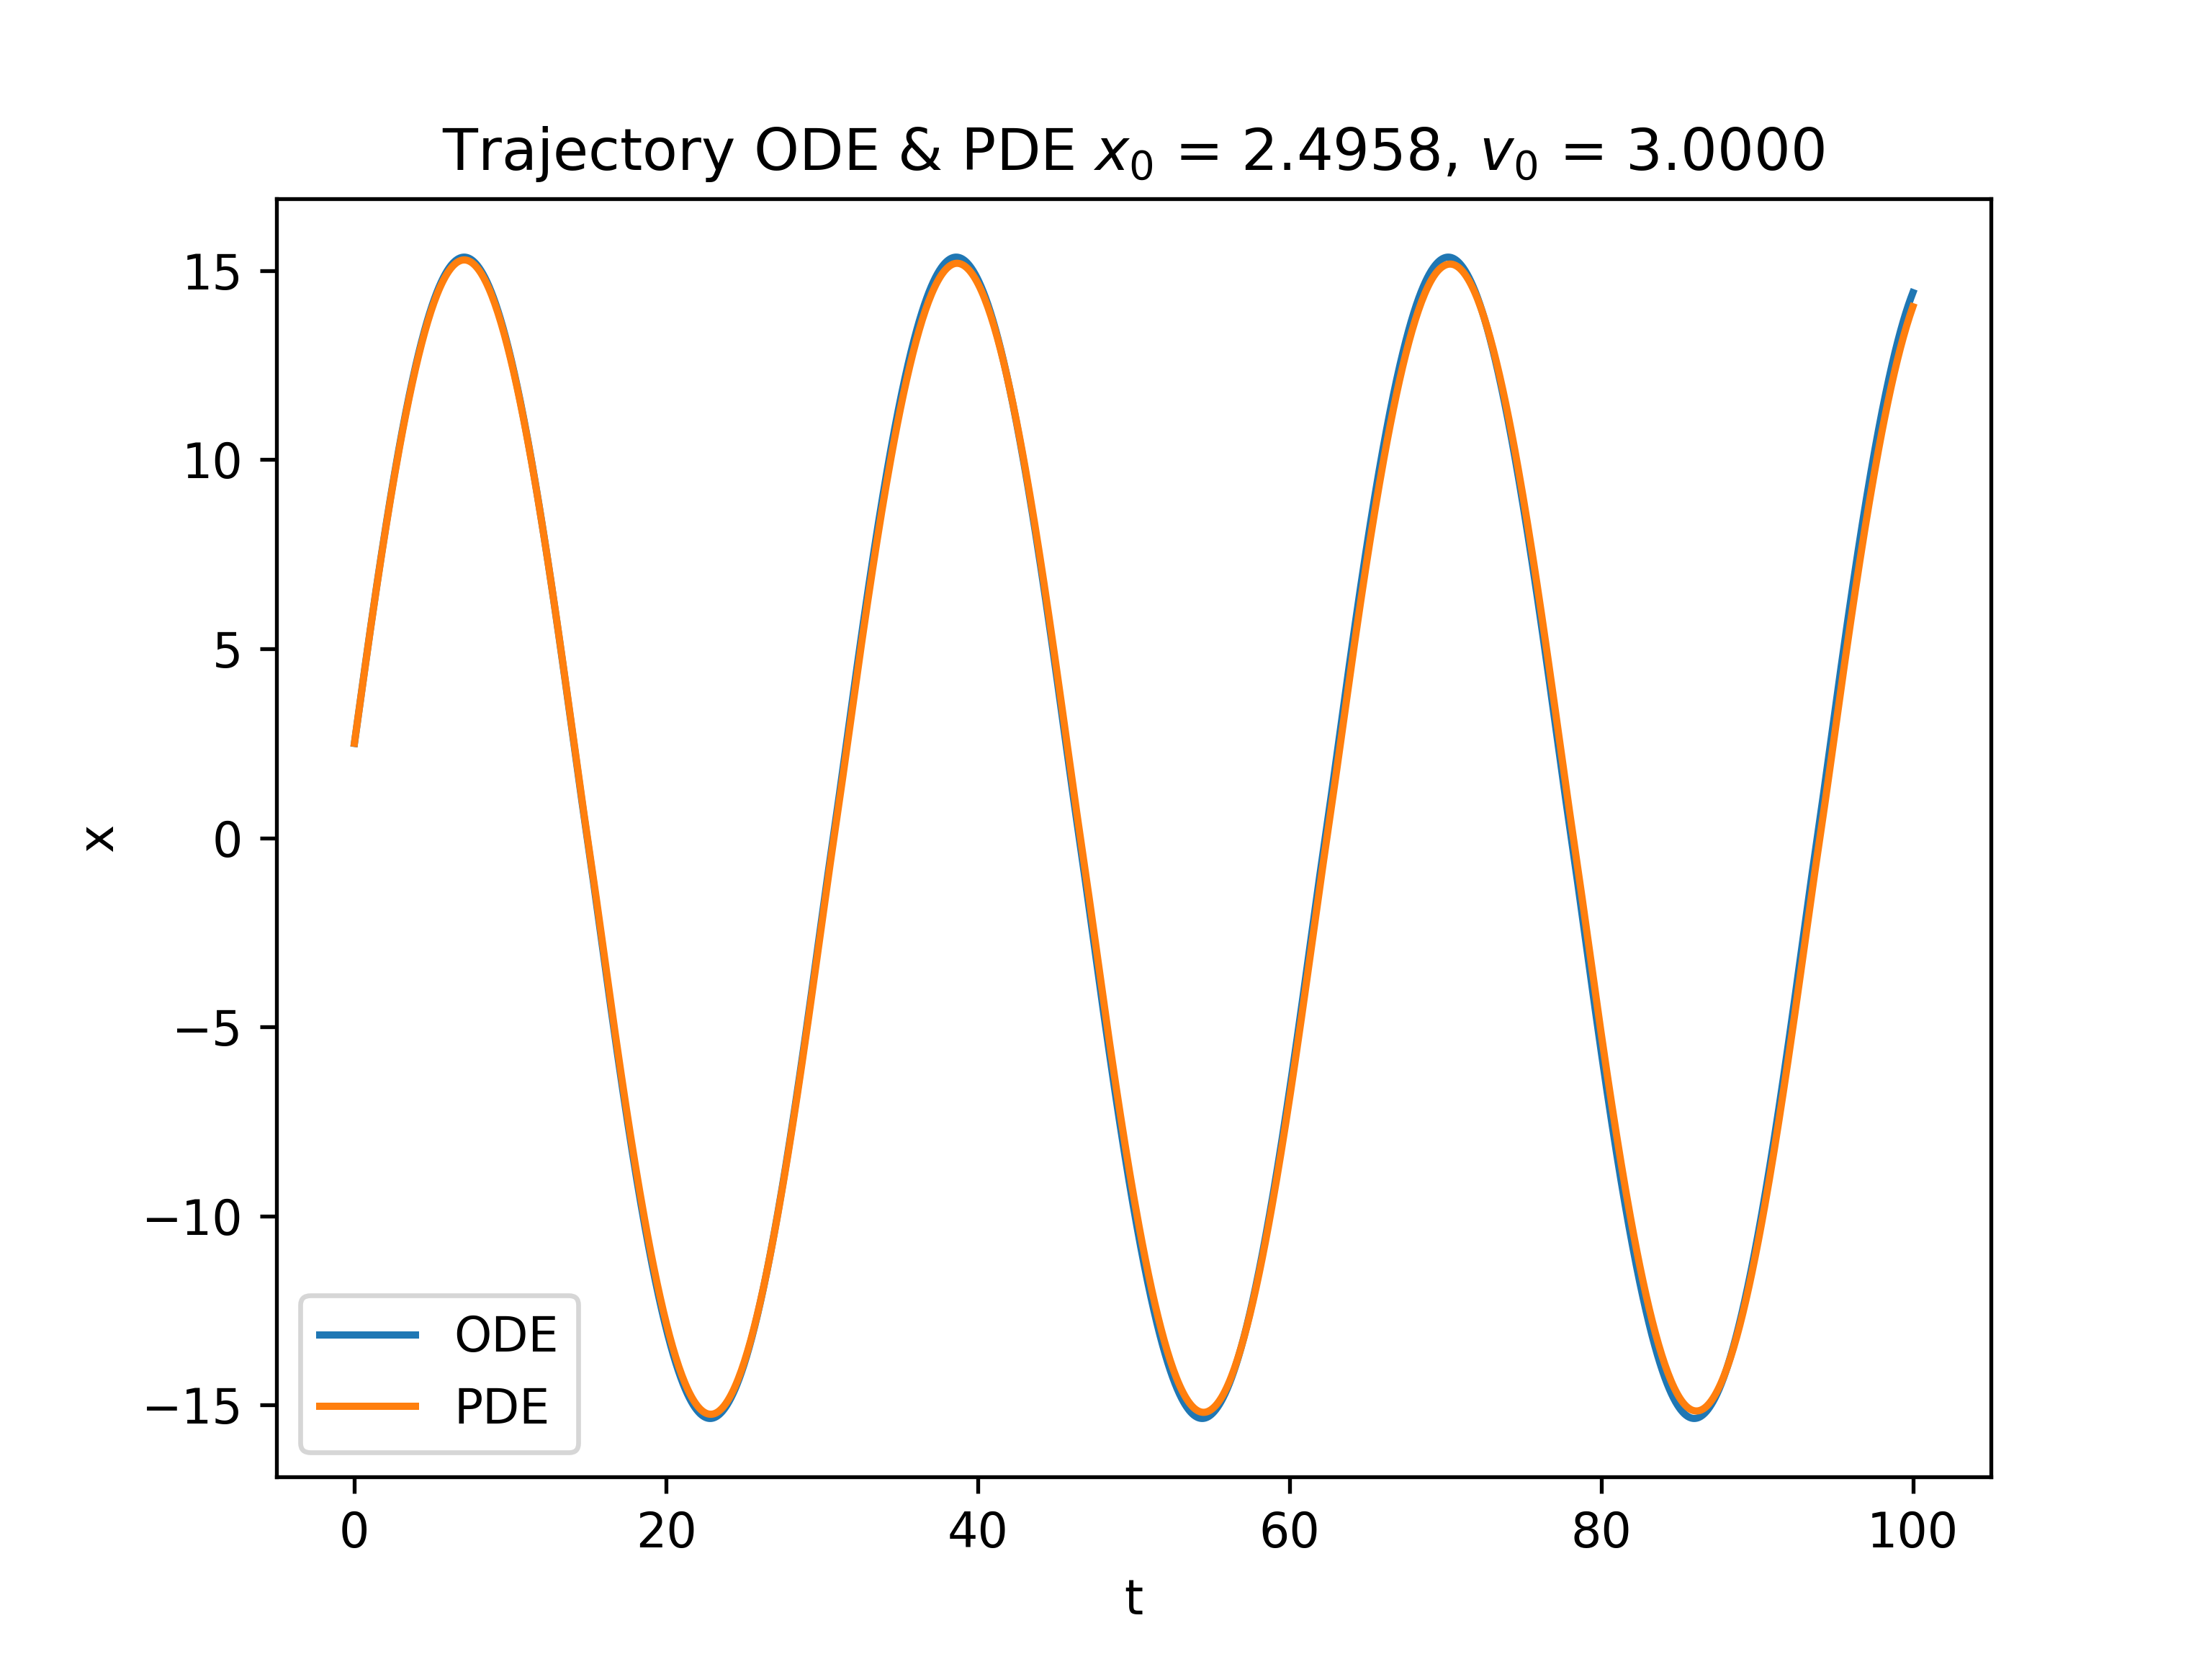 Trajectory ODE & PDE x₀ = 2.4958, v₀ = 3.0000
15
10
5
0
−5
−10
−15
x
ODE
PDE
0 20 40 60 80 100
t